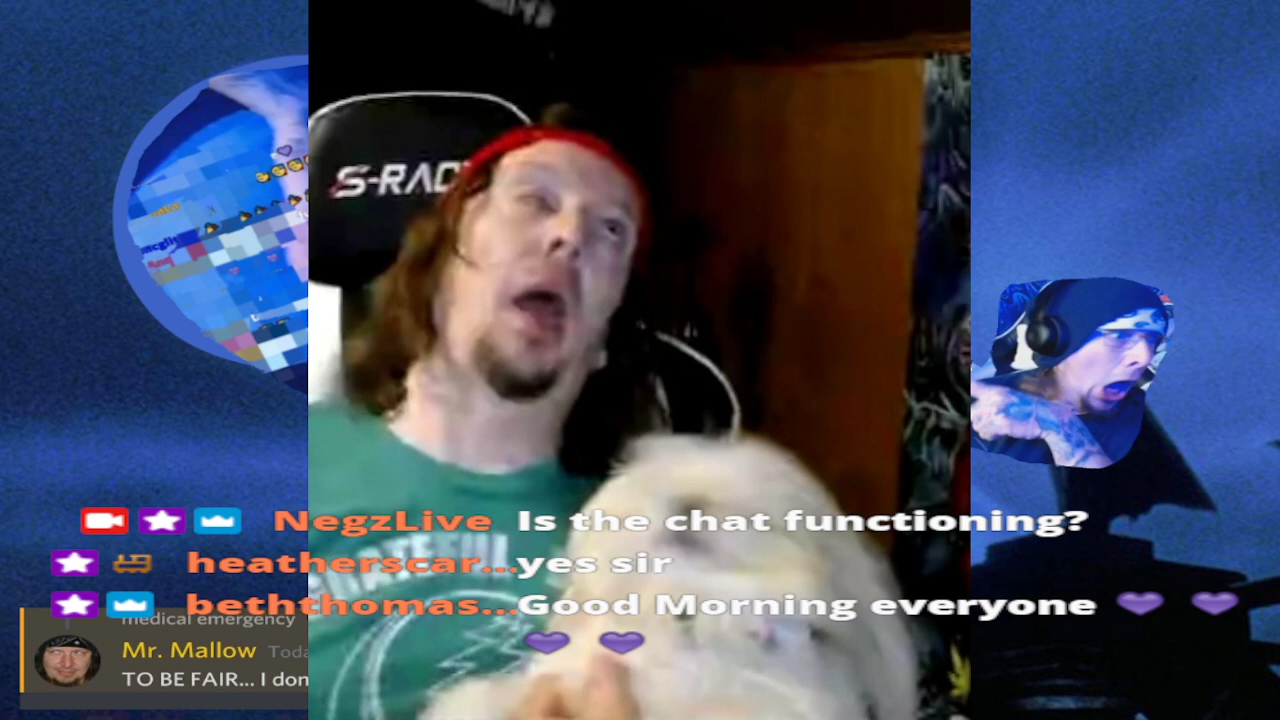 S-RAC
NegzLive Is the chat functioning?
heatherscar...yes sir
GRATEFUL
beththomas...Good Morning everyone
medical emergency
Mr. Mallow Toda
TO BE FAIR... I don